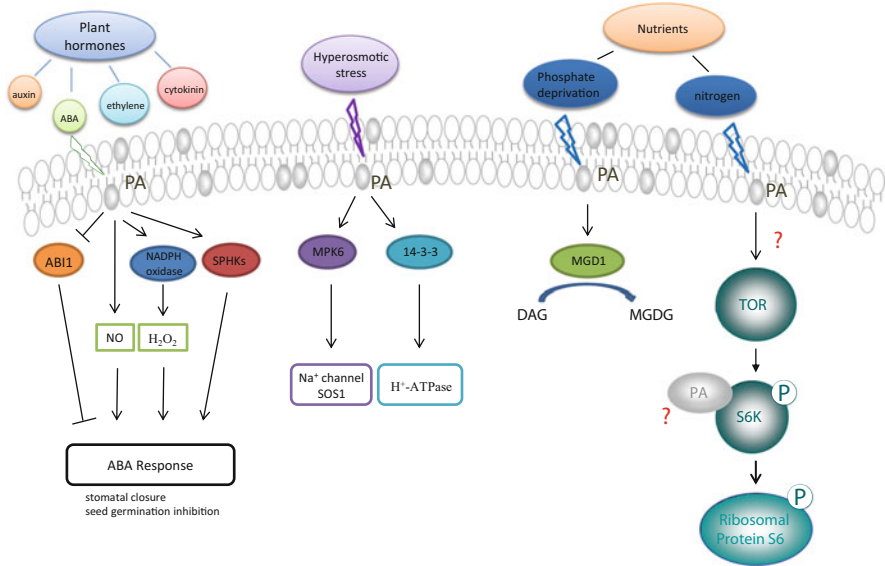 Plant
hormones
auxin
ABA
ethylene
cytokinin
Hyperosmotic
stress
Nutrients
Phosphate
deprivation
nitrogen
PA
PA
PA
PA
ABI1
NADPH
oxidase
SPHKs
MPK6
14-3-3
MGD1
?
NO
H₂O₂
DAG
MGDG
TOR
Na⁺ channel
SOS1
H⁺-ATPase
PA
P
S6K
?
ABA Response
stomatal closure
seed germination inhibition
P
Ribosomal
Protein S6